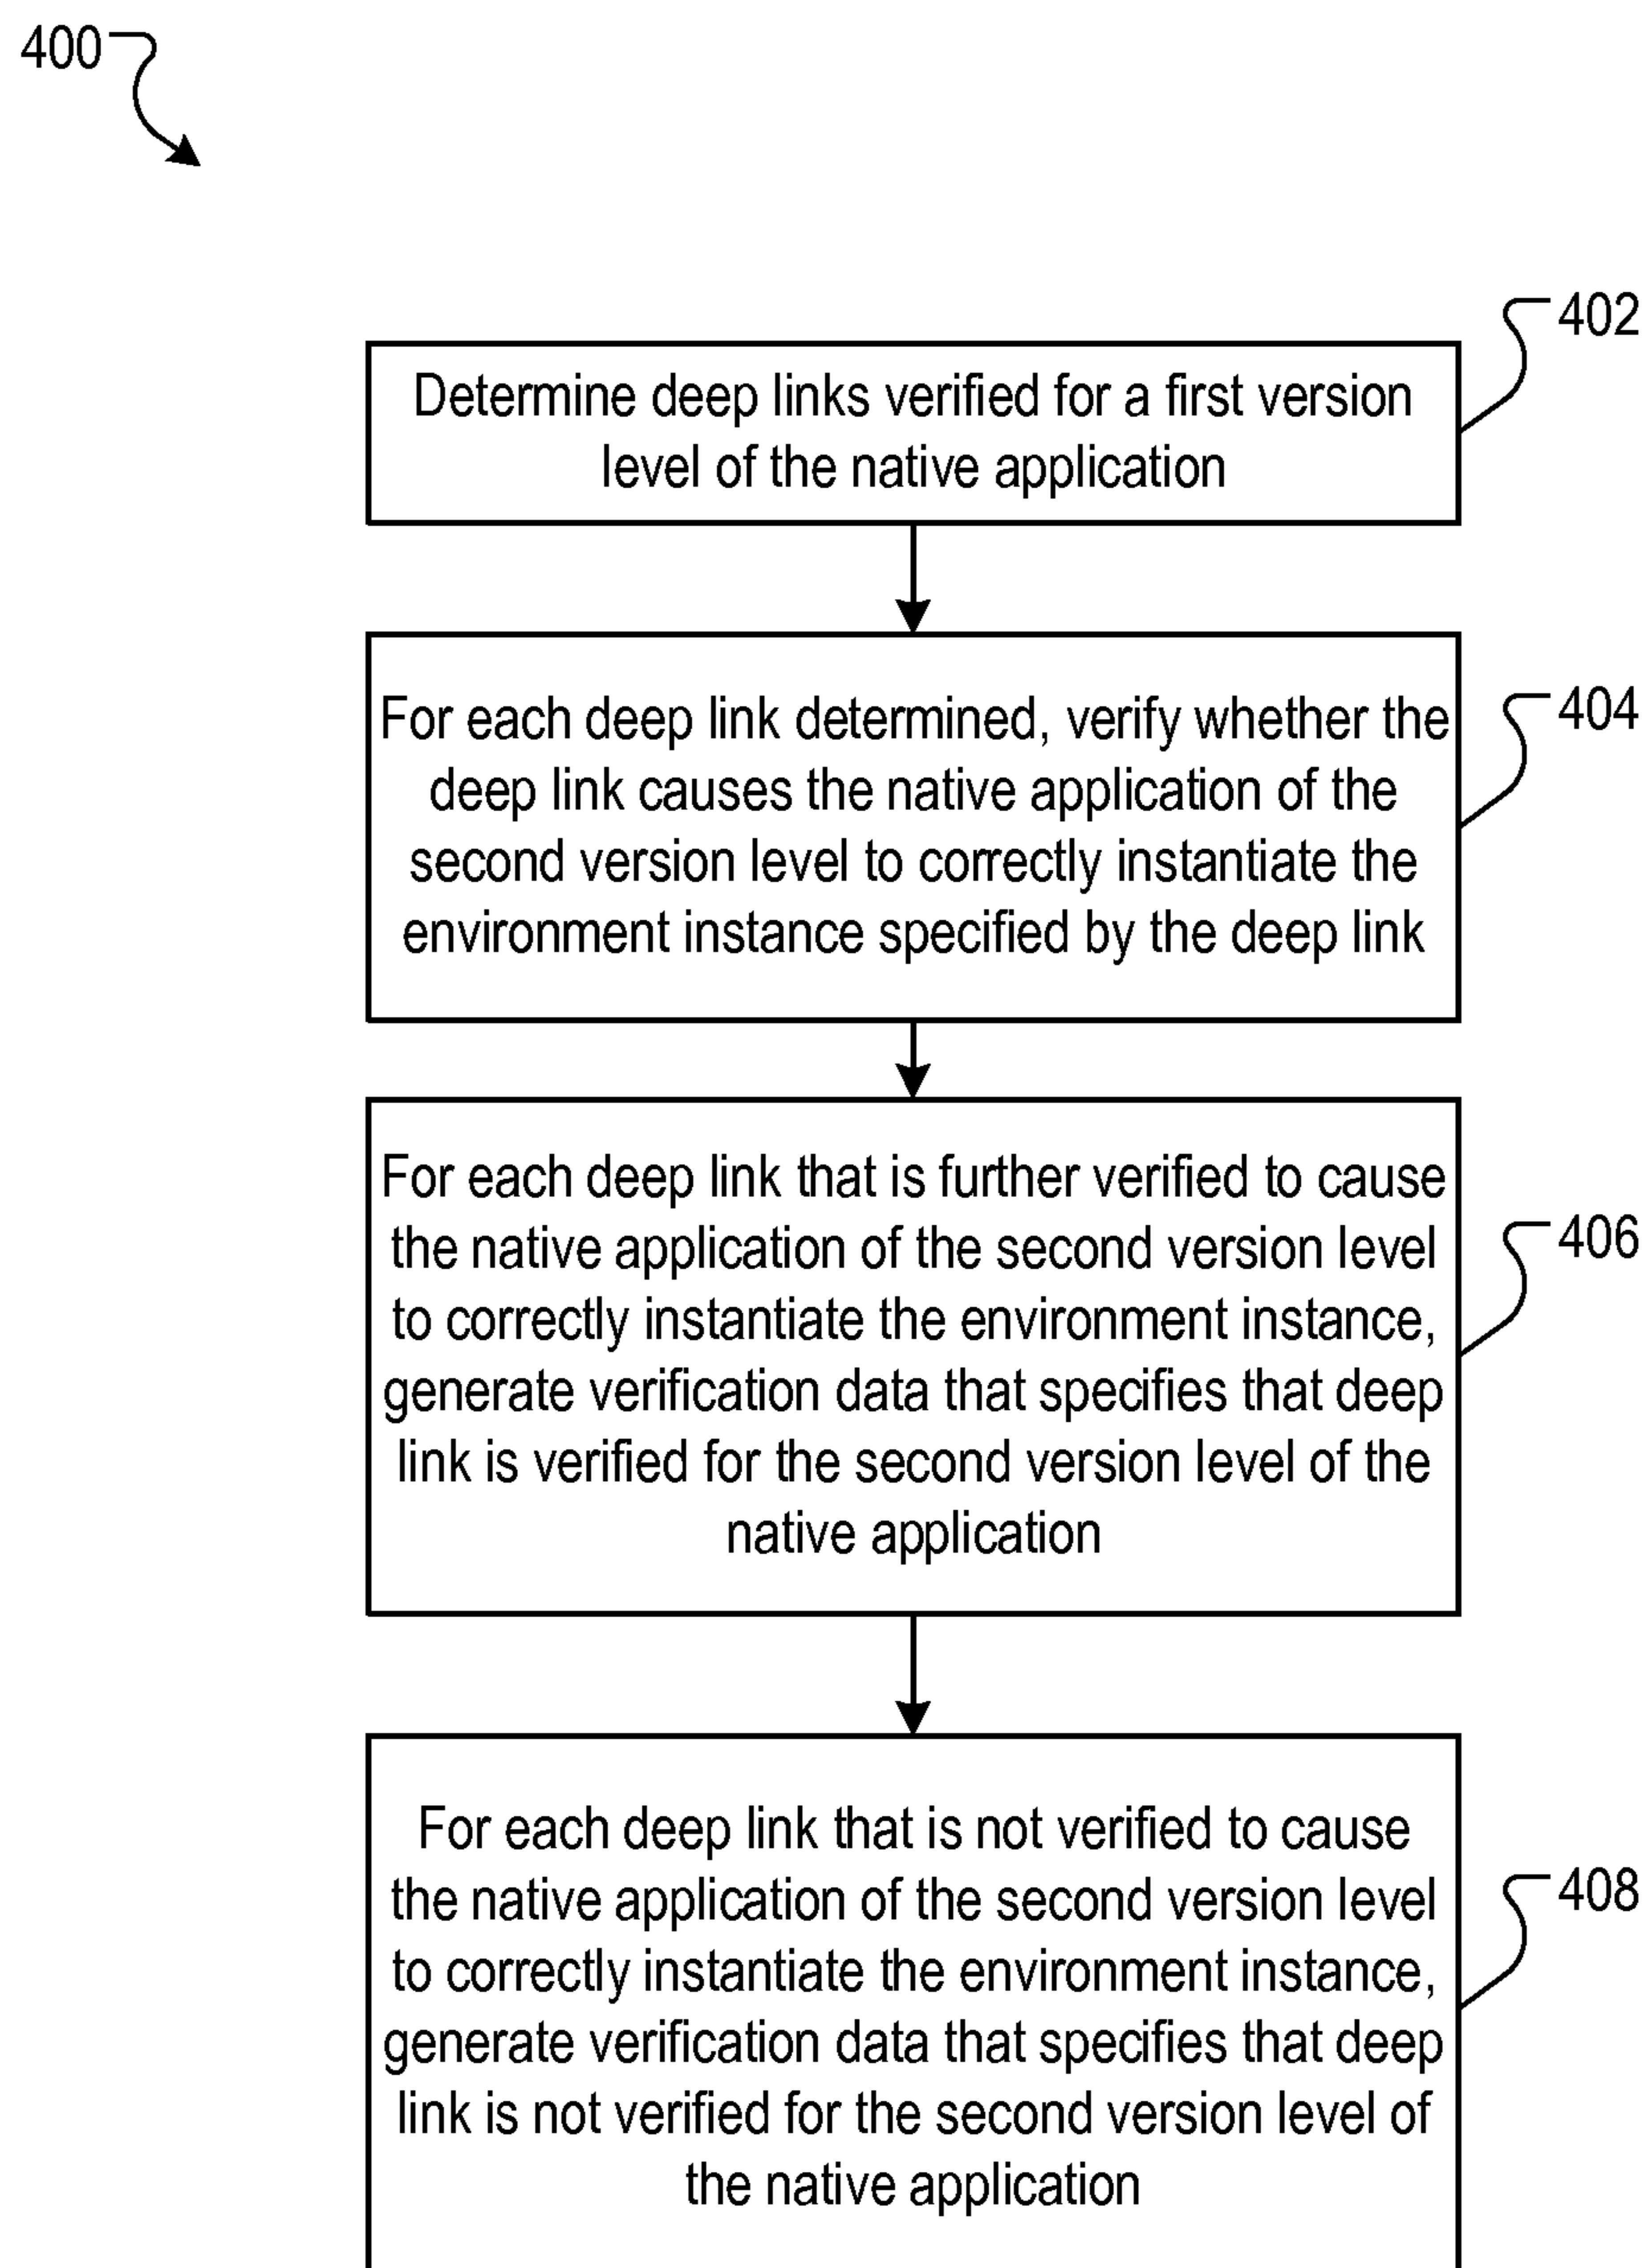 400
402
Determine deep links verified for a first version
level of the native application
404
For each deep link determined, verify whether the
deep link causes the native application of the
second version level to correctly instantiate the
environment instance specified by the deep link
406
For each deep link that is further verified to cause
the native application of the second version level
to correctly instantiate the environment instance,
generate verification data that specifies that deep
link is verified for the second version level of the
native application
408
For each deep link that is not verified to cause
the native application of the second version level
to correctly instantiate the environment instance,
generate verification data that specifies that deep
link is not verified for the second version level of
the native application